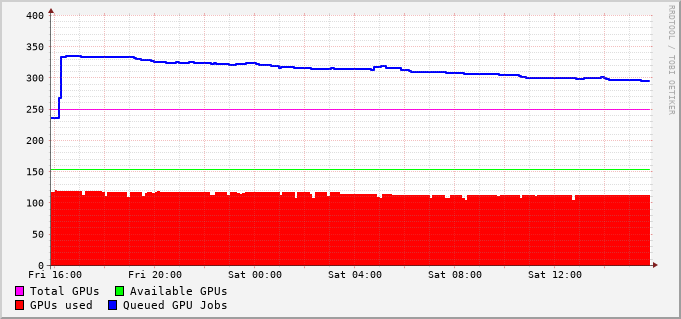 400
350
300
250
200
150
100
50
0
Fri 16:00 Fri 20:00 Sat 00:00 Sat 04:00 Sat 08:00 Sat 12:00
Total GPUs Available GPUs
GPUs used Queued GPU Jobs
RRDTOOL / TOBI OETIKER